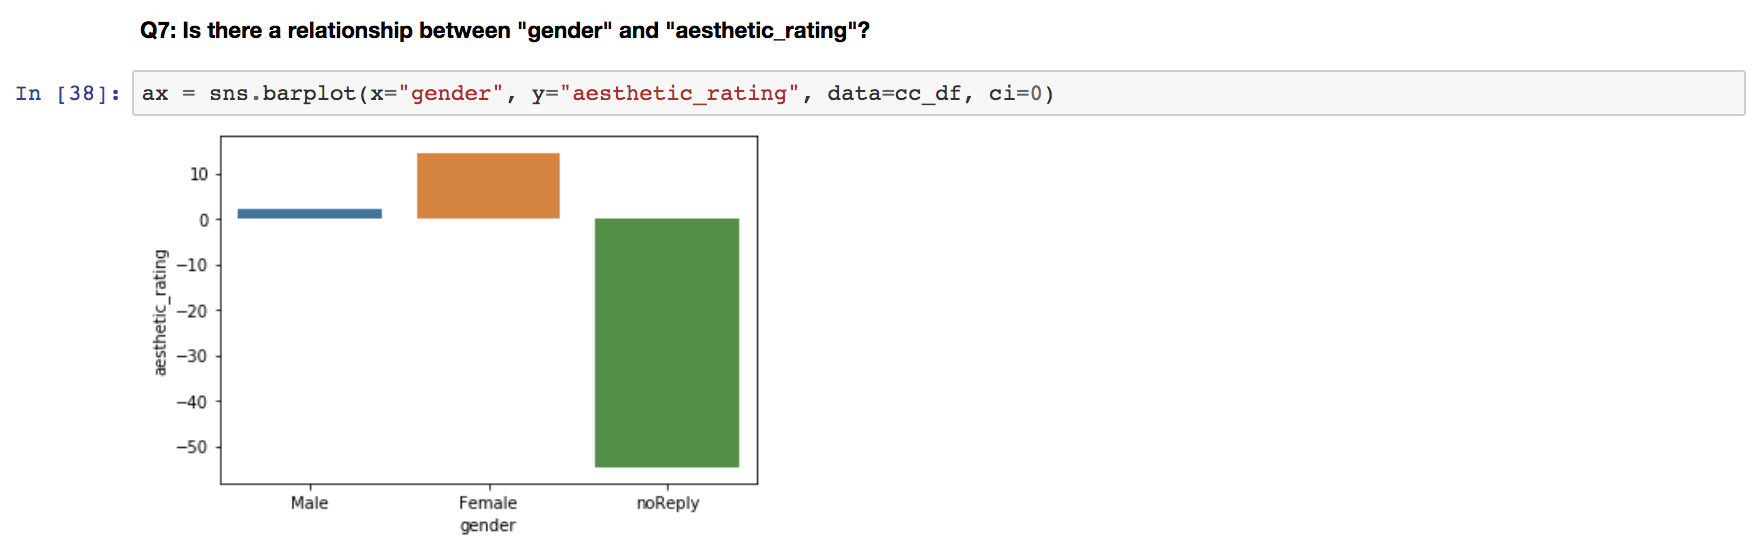 Q7: Is there a relationship between "gender" and "aesthetic_rating"?
In [38]: ax = sns.barplot(x="gender", y="aesthetic_rating", data=cc_df, ci=0)
10
0
−10
−20
−30
−40
−50
aesthetic_rating
Male Female noReply
gender